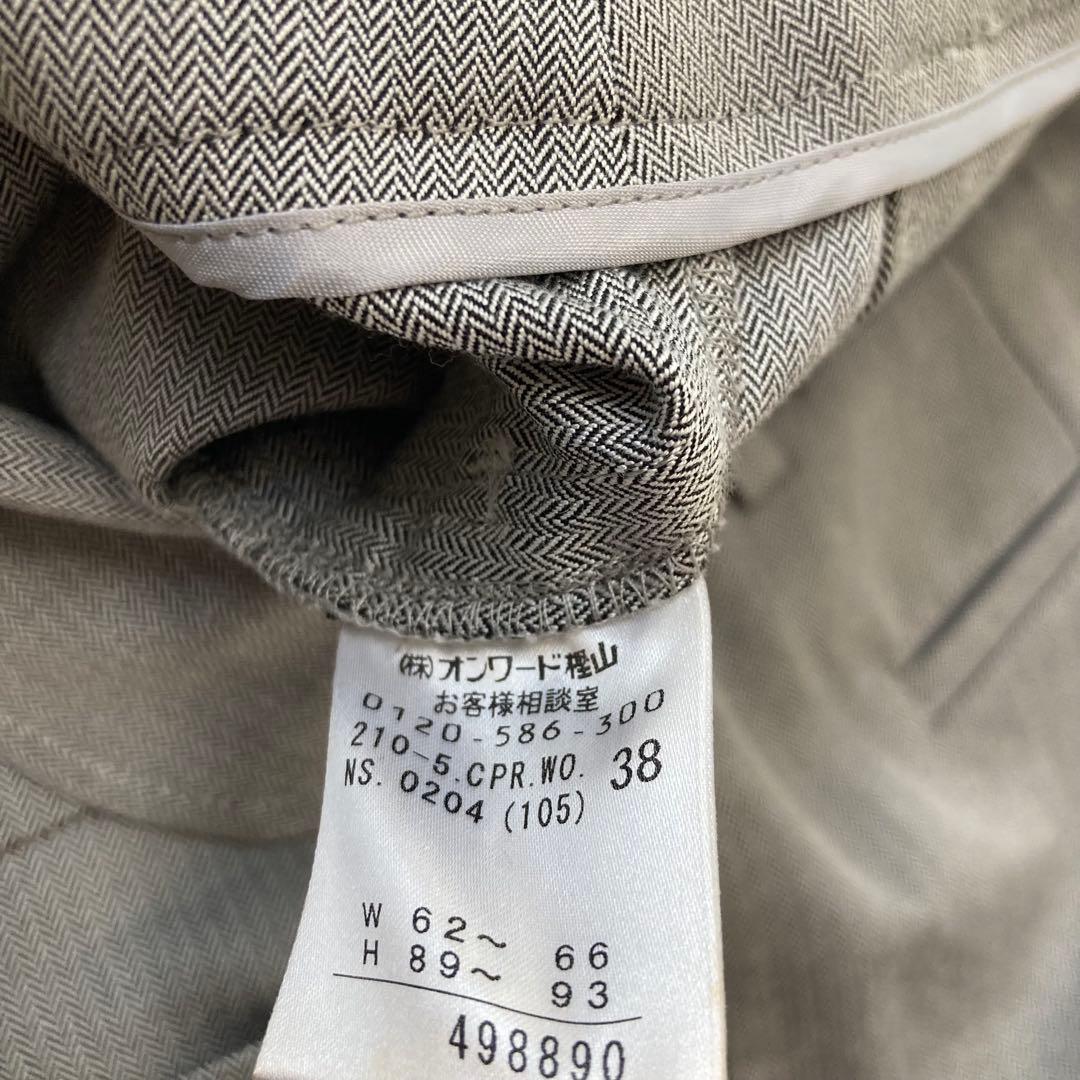 (株)オンワード樫山
お客様相談室
0120-586-300
210-5.CPR.WO. 38
NS. 0204 (105)
W 62～ 66
H 89～ 93
498890